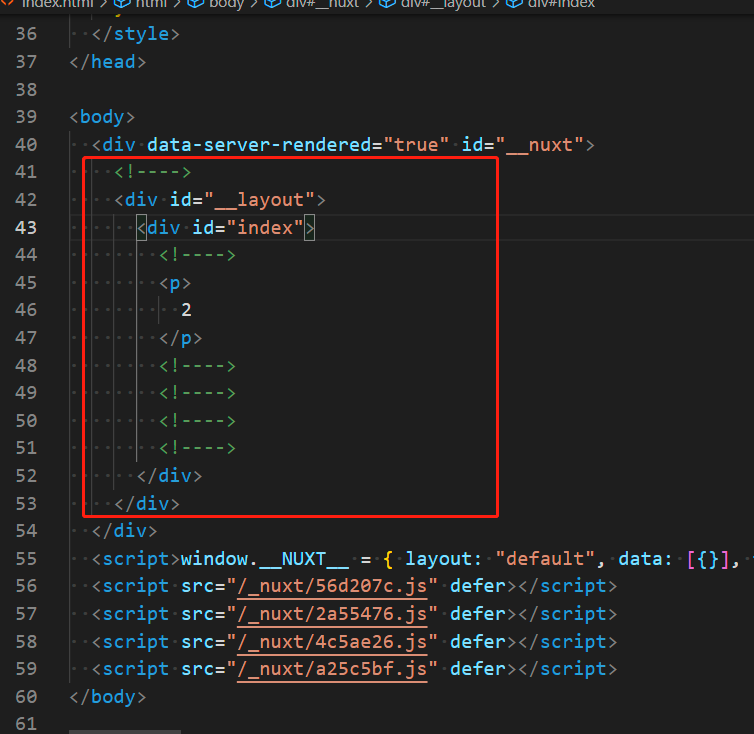 index.html > html > body > div#__nuxt > div#__layout > div#index
36 </style>
37 </head>
38
39 <body>
40 <div data-server-rendered="true" id="__nuxt">
41 <!---->
42 <div id="__layout">
43 <div id="index">
44 <!---->
45 <p>
46 2
47 </p>
48 <!---->
49 <!---->
50 <!---->
51 <!---->
52 </div>
53 </div>
54 </div>
55 <script>window.__NUXT__ = { layout: "default", data: [{}],
56 <script src="/_nuxt/56d207c.js" defer></script>
57 <script src="/_nuxt/2a55476.js" defer></script>
58 <script src="/_nuxt/4c5ae26.js" defer></script>
59 <script src="/_nuxt/a25c5bf.js" defer></script>
60 </body>
61